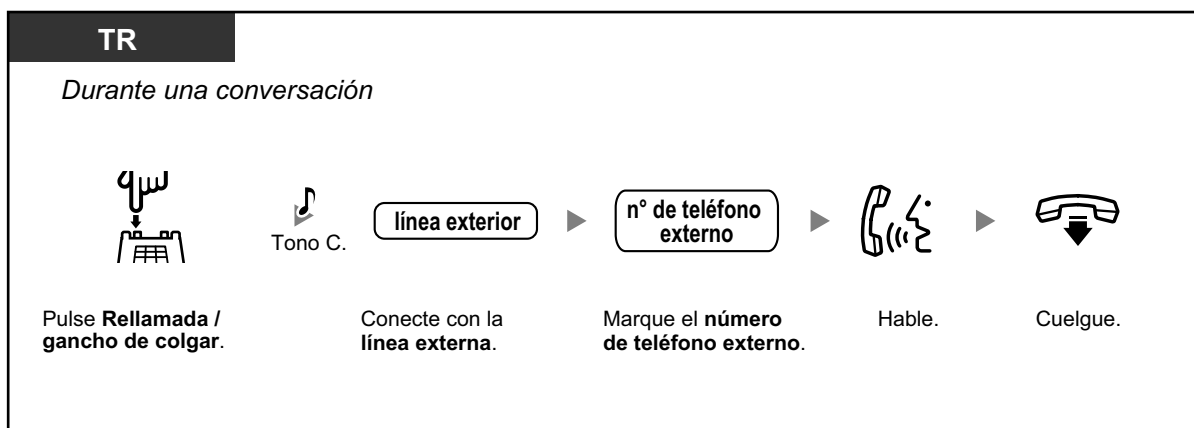 TR
Durante una conversación
Tono C.
línea exterior
n° de teléfono
externo
Pulse Rellamada /
gancho de colgar.
Conecte con la
línea externa.
Marque el número
de teléfono externo.
Hable.
Cuelgue.